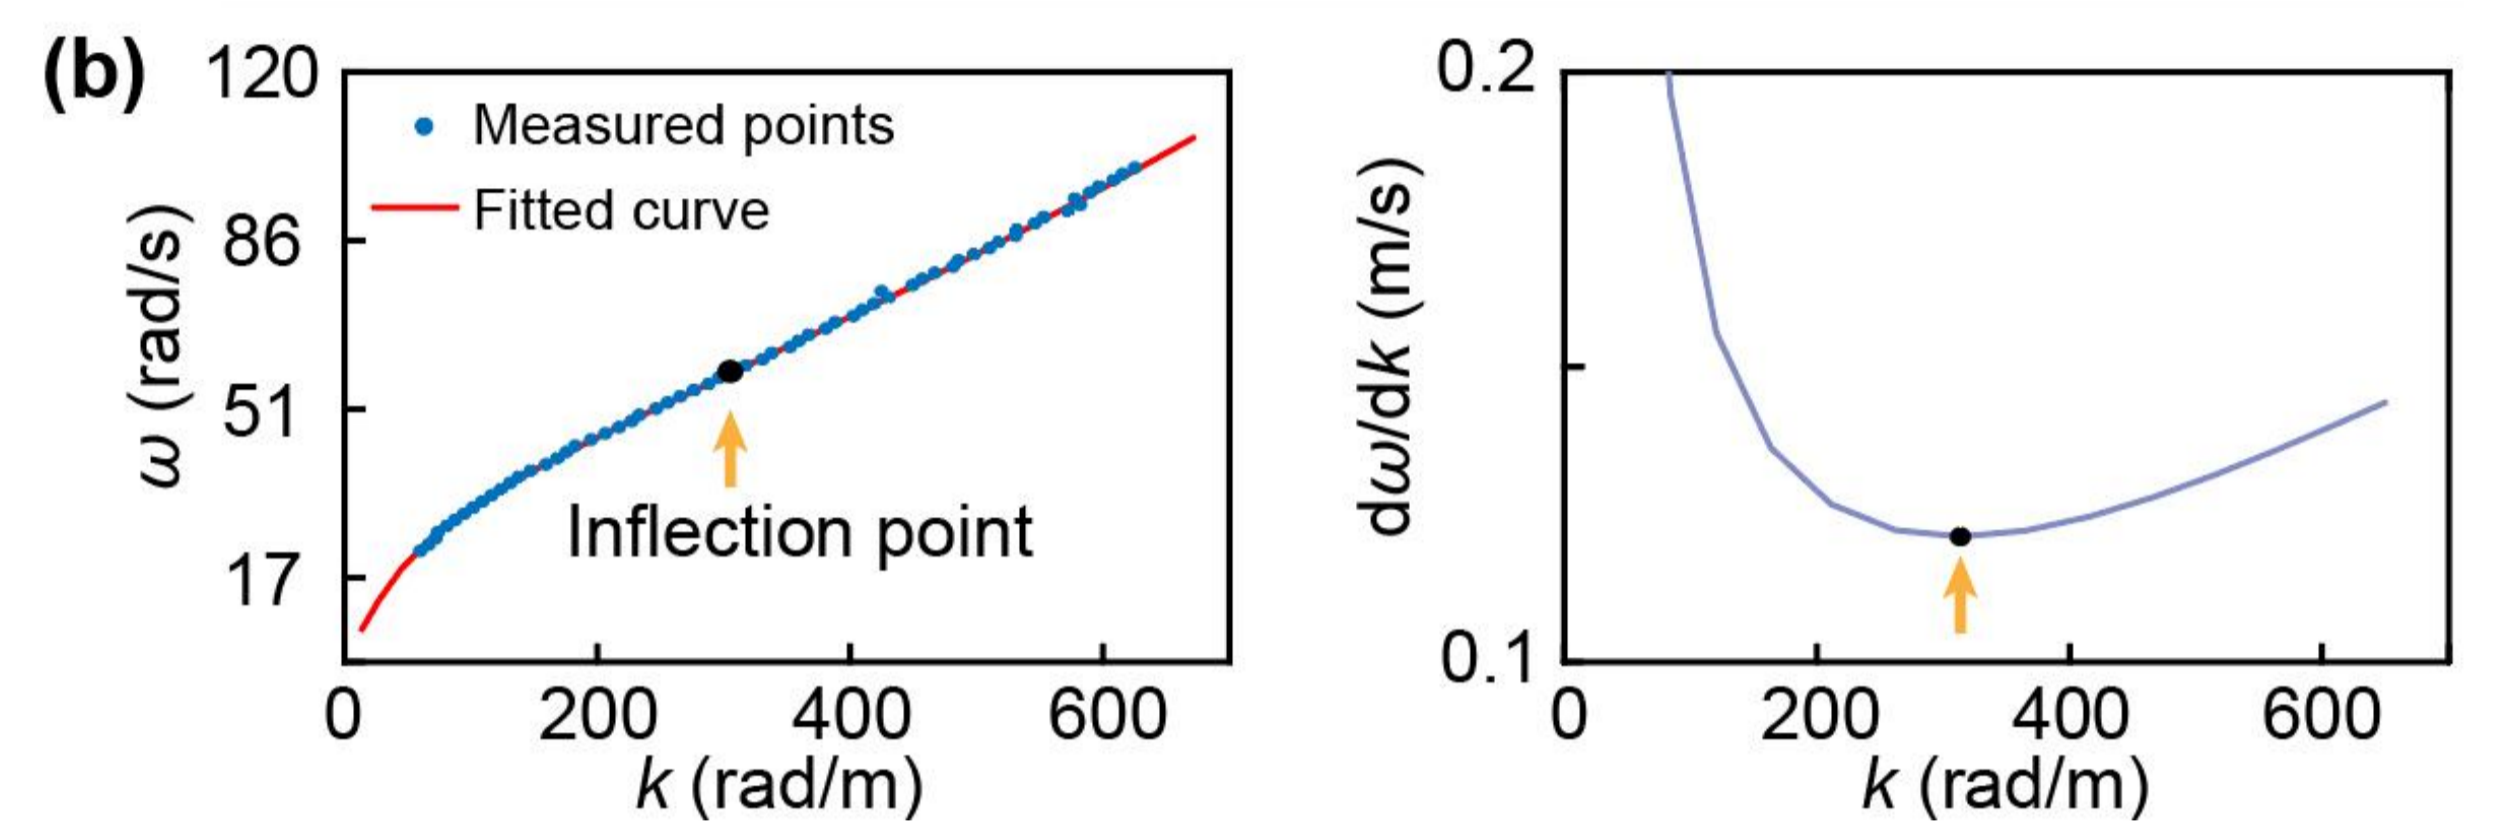 (b)
120
86
51
17
ω (rad/s)
Measured points
Fitted curve
Inflection point
0 200 400 600
k (rad/m)
0.2
0.1
dω/dk (m/s)
0 200 400 600
k (rad/m)